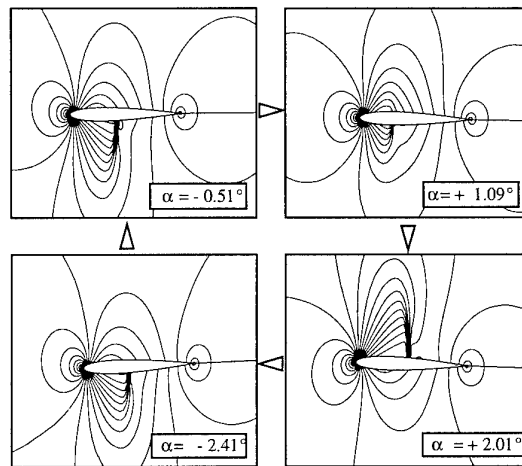 α = - 0.51°
α= + 1.09°
α= - 2.41°
α = + 2.01°